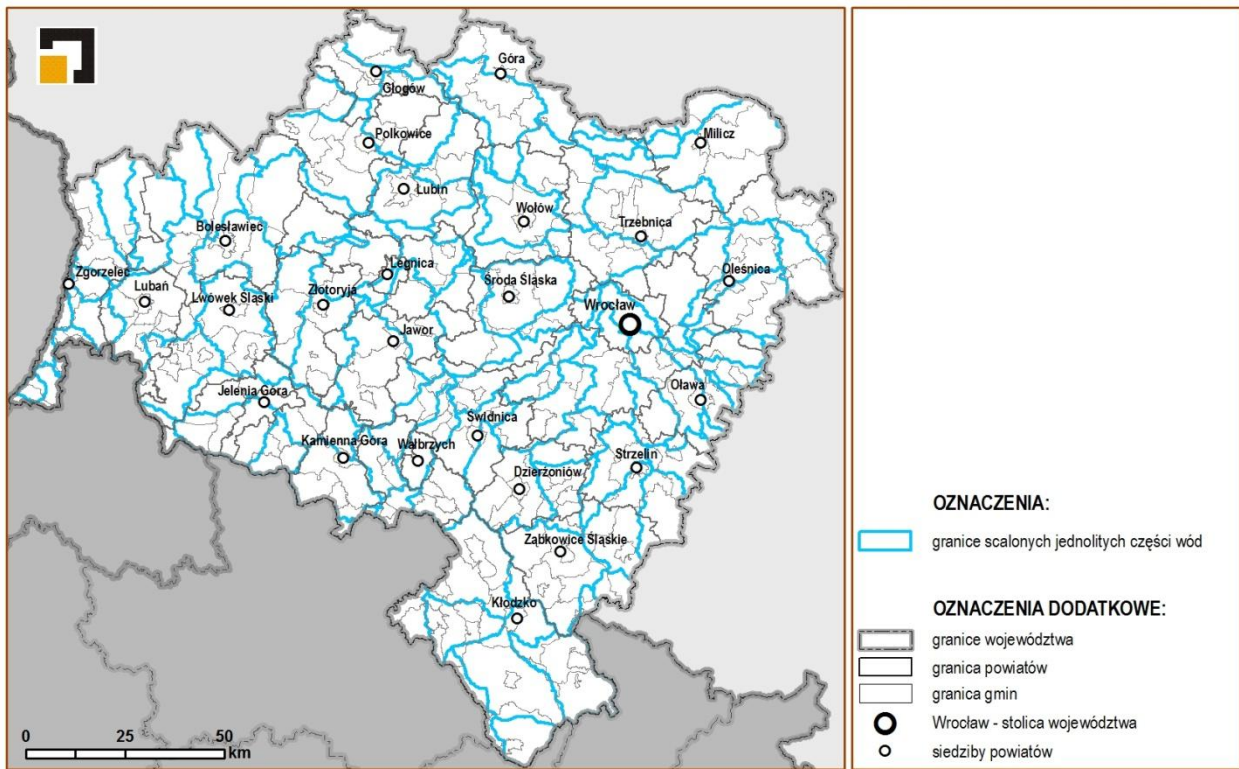 Góra
Głogów
Polkowice
Milicz
Lubin
Wołów
Trzebnica
Bolesławiec
Legnica
Oleśnica
Zgorzelec
Lubań
Lwówek Śląski
Złotoryja
Środa Śląska
Wrocław
Jawor
Jelenia Góra
Oława
Świdnica
Kamienna Góra
Wałbrzych
Strzelin
Dzierżoniów
Ząbkowice Śląskie
Kłodzko
0 25 50
km
OZNACZENIA:
granice scalonych jednolitych części wód
OZNACZENIA DODATKOWE:
granice województwa
granica powiatów
granica gmin
Wrocław - stolica województwa
siedziby powiatów